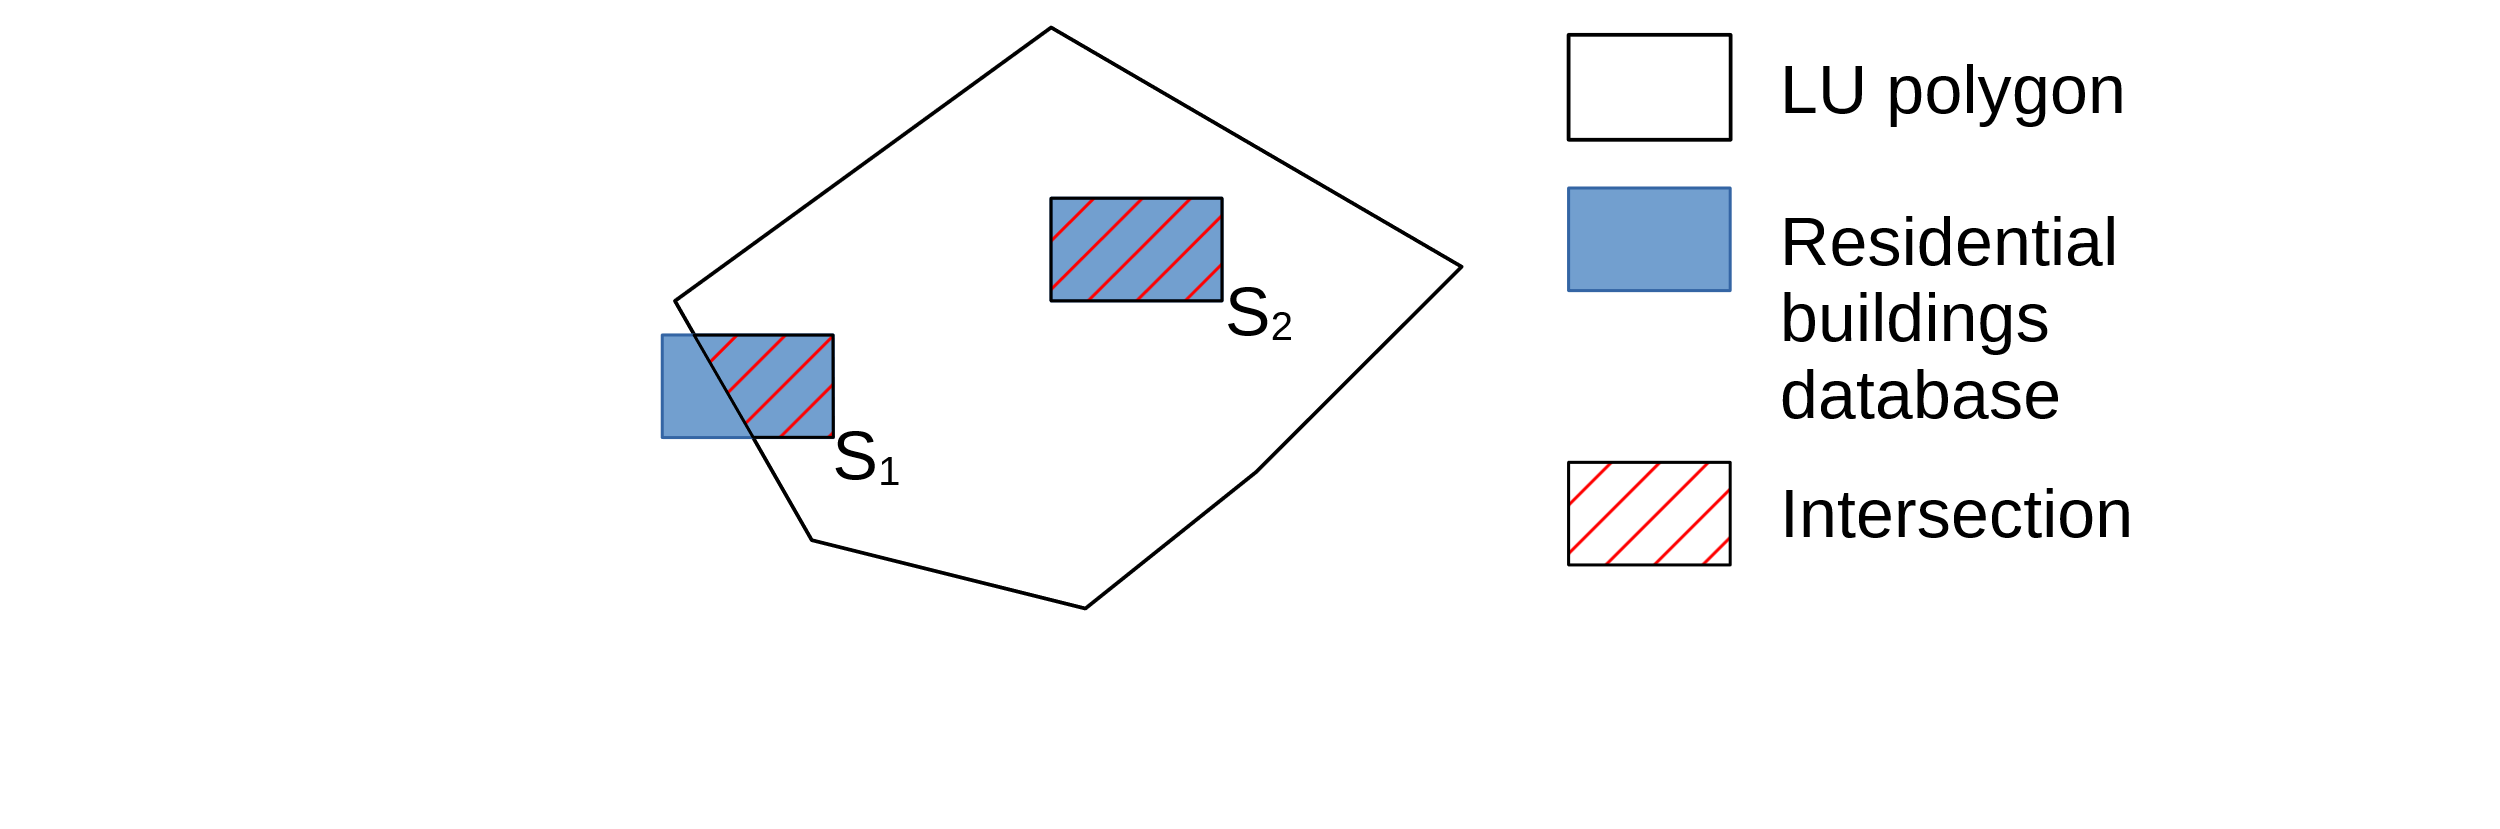 LU polygon
S2
Residential
buildings
database
S1
Intersection